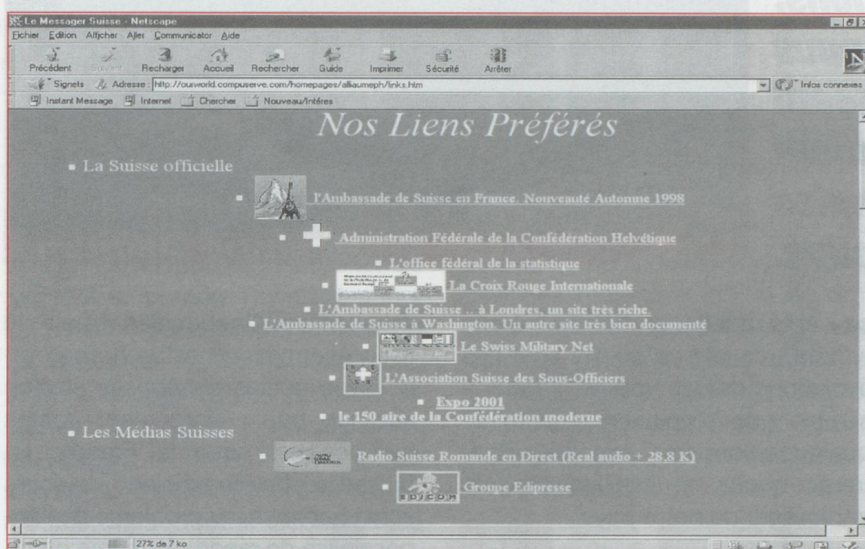 Le Messager Suisse - Netscape
Fichier Edition Afficher Aller Communicator Aide
Précédent Suivant Recharger Accueil Rechercher Guide Imprimer Sécurité Arrêter
Signets Adresse : http://ourworld.compuserve.com/homepages/alliaumeph/links.htm Infos connexes
Instant Message Internet Chercher Nouveau/Intéres
Nos Liens Préférés
La Suisse officielle
l'Ambassade de Suisse en France. Nouveauté Automne 1998
Administration Fédérale de la Confédération Helvétique
L'office fédéral de la statistique
La Croix Rouge Internationale
L'Ambassade de Suisse .. à Londres, un site très riche.
L'Ambassade de Suisse à Washington. Un autre site très bien documenté
Le Swiss Military Net
L'Association Suisse des Sous-Officiers
Expo 2001
le 150 aire de la Confédération moderne
Les Médias Suisses
Radio Suisse Romande en Direct (Real audio + 28,8 K)
EDICOM Groupe Edipresse
27% de 7 ko